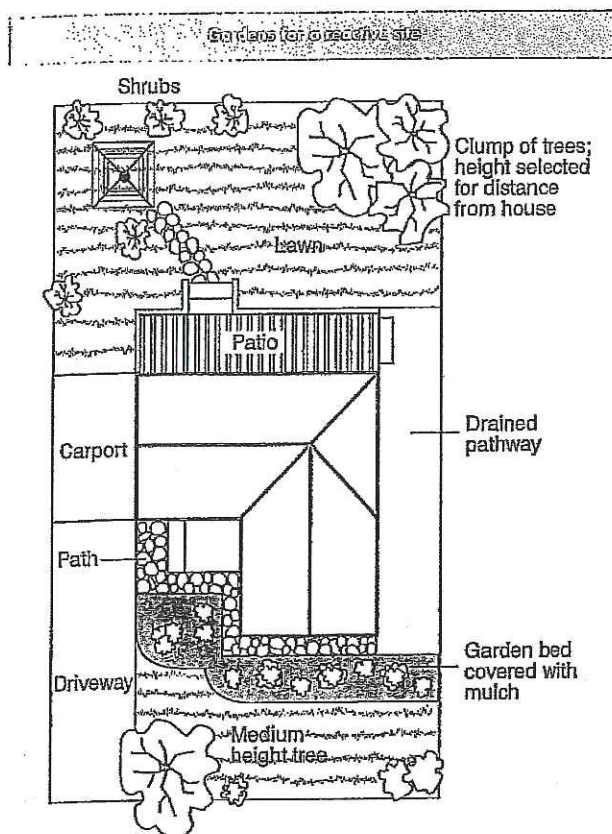 Gardens for a reactive site
Shrubs
Clump of trees;
height selected
for distance
from house
Lawn
Patio
Carport
Drained
pathway
Path
Garden bed
covered with
mulch
Driveway
Medium
height tree